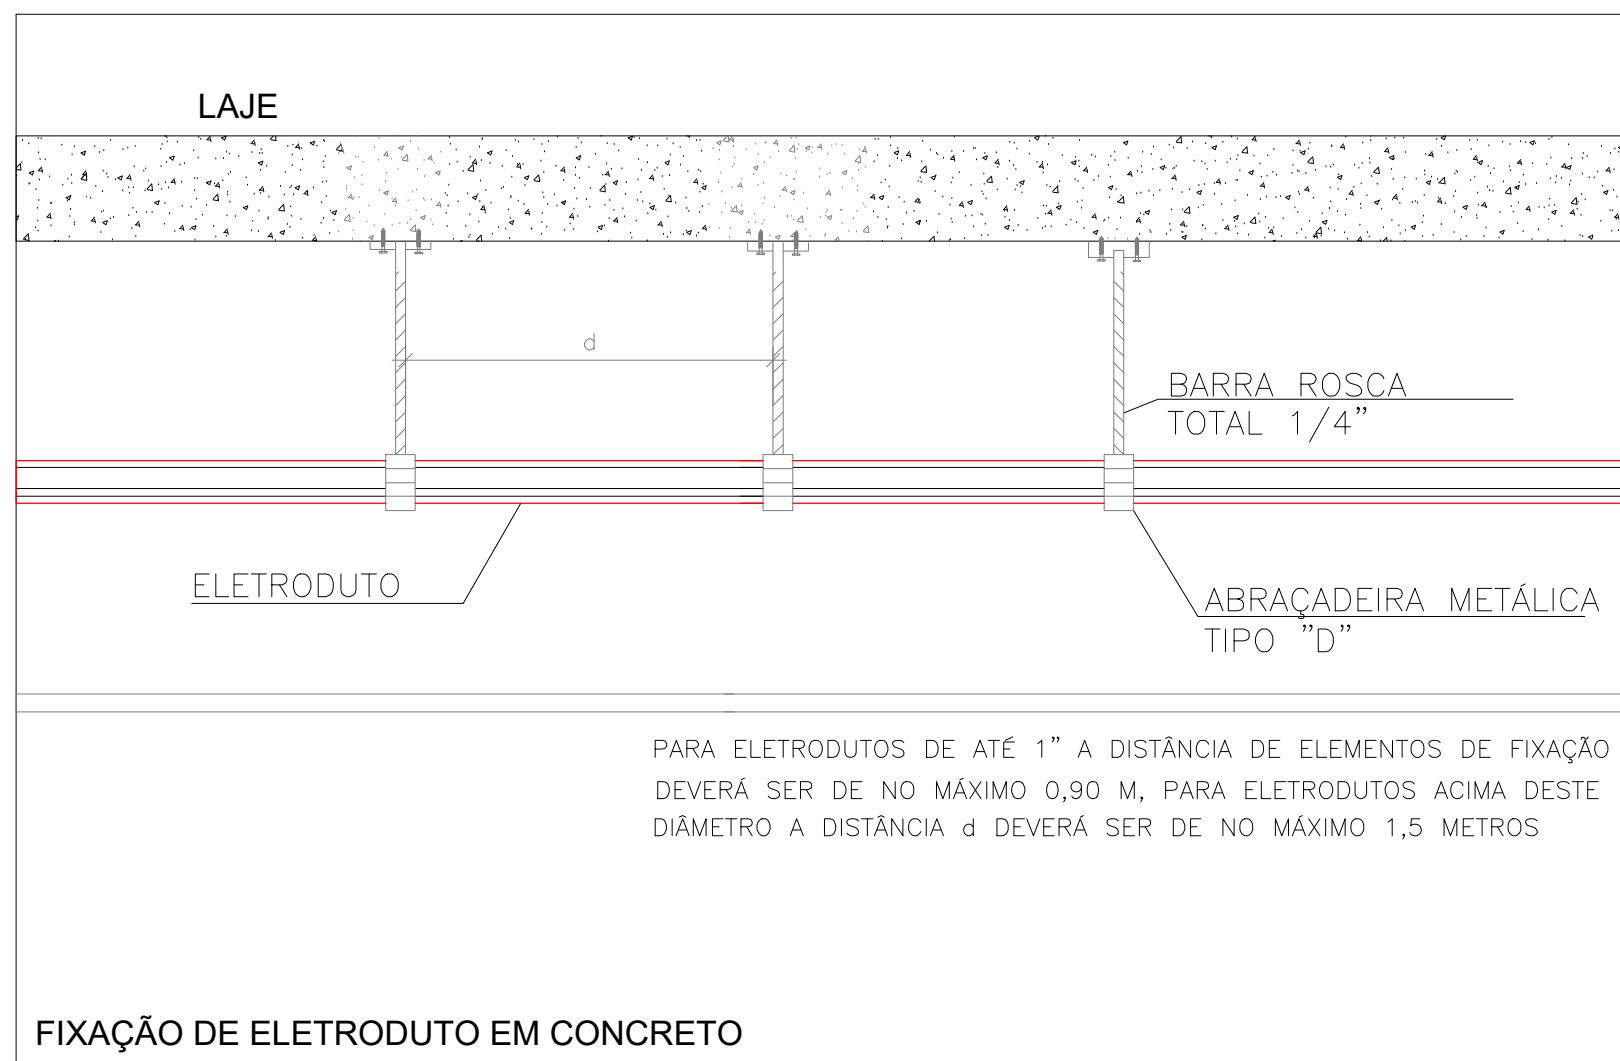 LAJE
d
BARRA ROSCA
TOTAL 1/4”
ELETRODUTO
ABRAÇADEIRA METÁLICA
TIPO ”D”
PARA ELETRODUTOS DE ATÉ 1” A DISTÂNCIA DE ELEMENTOS DE FIXAÇÃO
DEVERÁ SER DE NO MÁXIMO 0,90 M, PARA ELETRODUTOS ACIMA DESTE
DIÂMETRO A DISTÂNCIA d DEVERÁ SER DE NO MÁXIMO 1,5 METROS
FIXAÇÃO DE ELETRODUTO EM CONCRETO